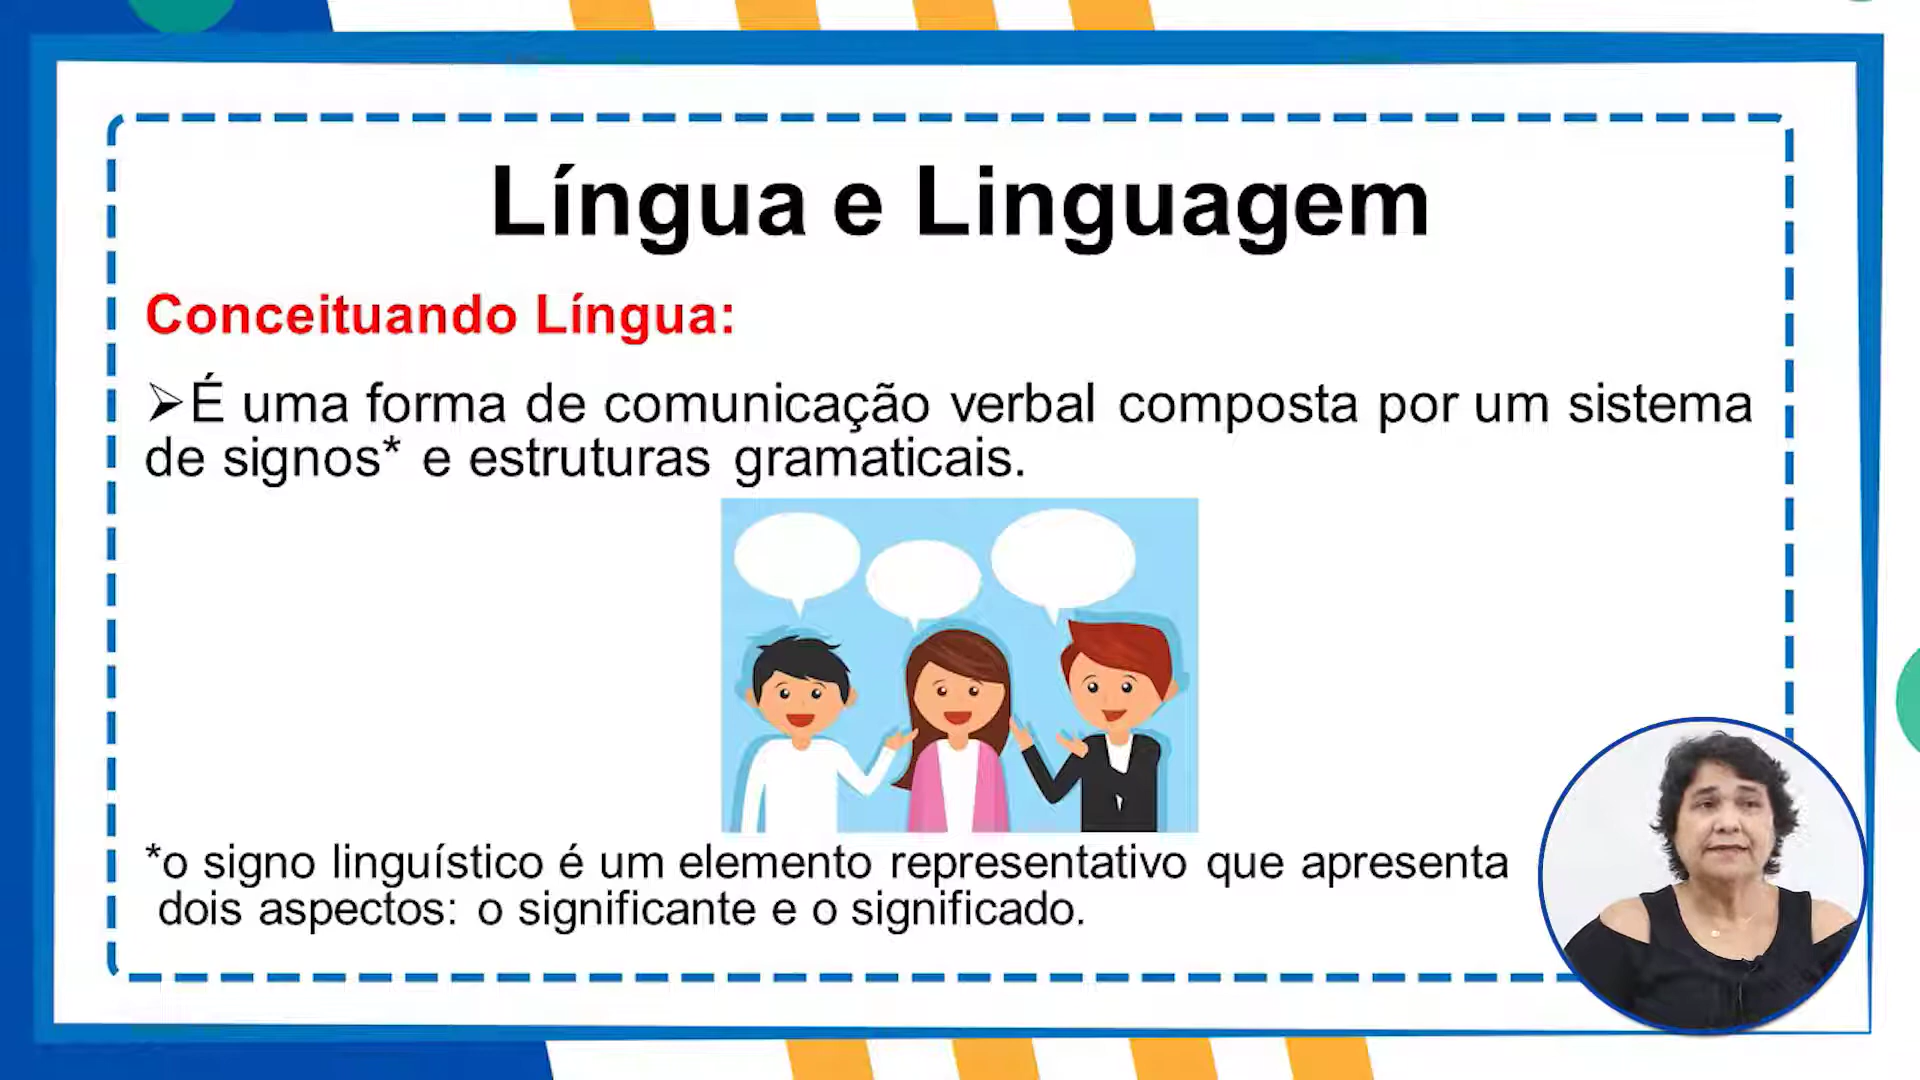 Língua e Linguagem
Conceituando Língua:
➢É uma forma de comunicação verbal composta por um sistema
de signos* e estruturas gramaticais.
*o signo linguístico é um elemento representativo que apresenta
dois aspectos: o significante e o significado.